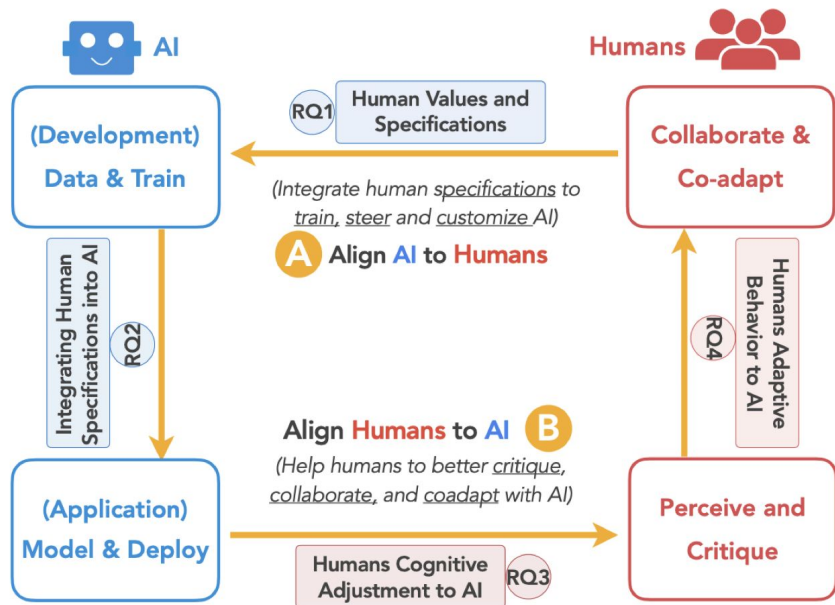 AI
Humans
(Development)
Data & Train
RQ1
Human Values and
Specifications
Collaborate &
Co-adapt
(Integrate human specifications to
train, steer and customize AI)
A Align AI to Humans
Integrating Human
Specifications into AI
RQ2
Humans Adaptive
Behavior to AI
RQ4
Align Humans to AI B
(Help humans to better critique,
collaborate, and coadapt with AI)
(Application)
Model & Deploy
Perceive and
Critique
Humans Cognitive
Adjustment to AI
RQ3